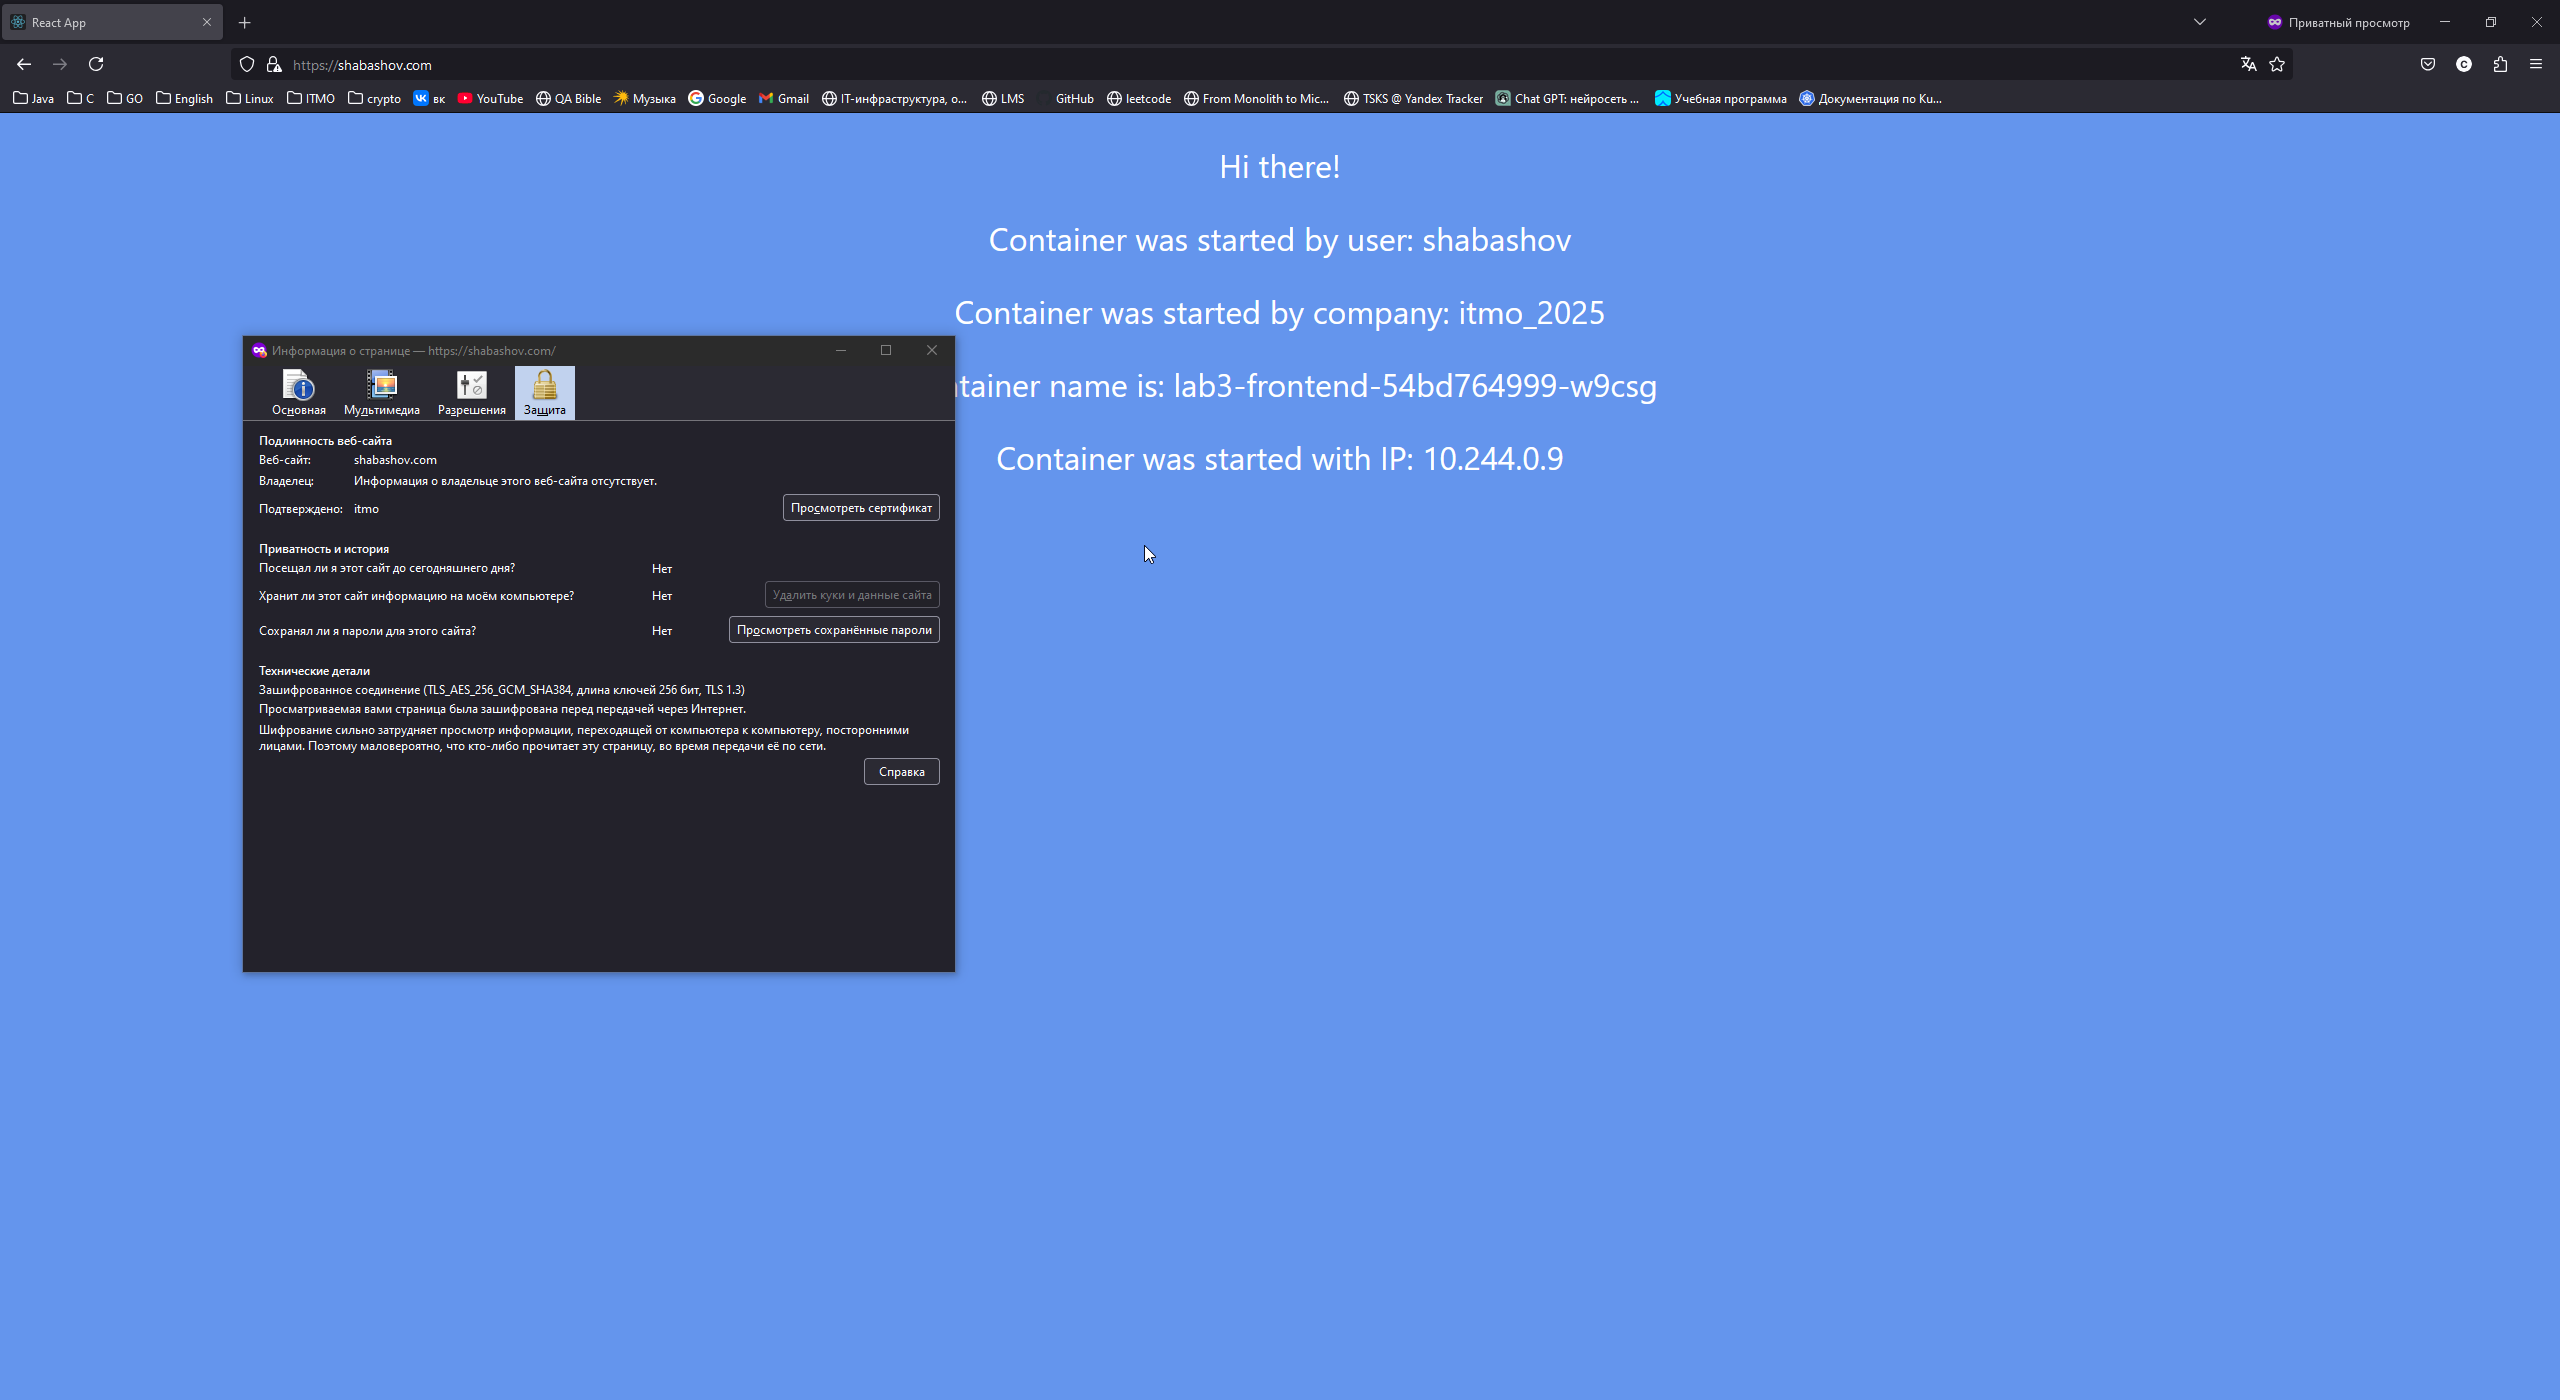 React App
Приватный просмотр
https://shabashov.com
Java C GO English Linux ITMO crypto вк YouTube QA Bible Музыка Google Gmail IT-инфраструктура, о... LMS GitHub leetcode From Monolith to Mic... TSKS @ Yandex Tracker Chat GPT: нейросеть ... Учебная программа Документация по Ku...
Hi there!
Container was started by user: shabashov
Container was started by company: itmo_2025
tainer name is: lab3-frontend-54bd764999-w9csg
Container was started with IP: 10.244.0.9
Информация о странице — https://shabashov.com/
Основная Мультимедиа Разрешения Защита
Подлинность веб-сайта
Веб-сайт: shabashov.com
Владелец: Информация о владельце этого веб-сайта отсутствует.
Подтверждено: itmo Просмотреть сертификат
Приватность и история
Посещал ли я этот сайт до сегодняшнего дня? Нет
Хранит ли этот сайт информацию на моём компьютере? Нет Удалить куки и данные сайта
Сохранял ли я пароли для этого сайта? Нет Просмотреть сохранённые пароли
Технические детали
Зашифрованное соединение (TLS_AES_256_GCM_SHA384, длина ключей 256 бит, TLS 1.3)
Просматриваемая вами страница была зашифрована перед передачей через Интернет.
Шифрование сильно затрудняет просмотр информации, переходящей от компьютера к компьютеру, посторонними
лицами. Поэтому маловероятно, что кто-либо прочитает эту страницу, во время передачи её по сети.
Справка